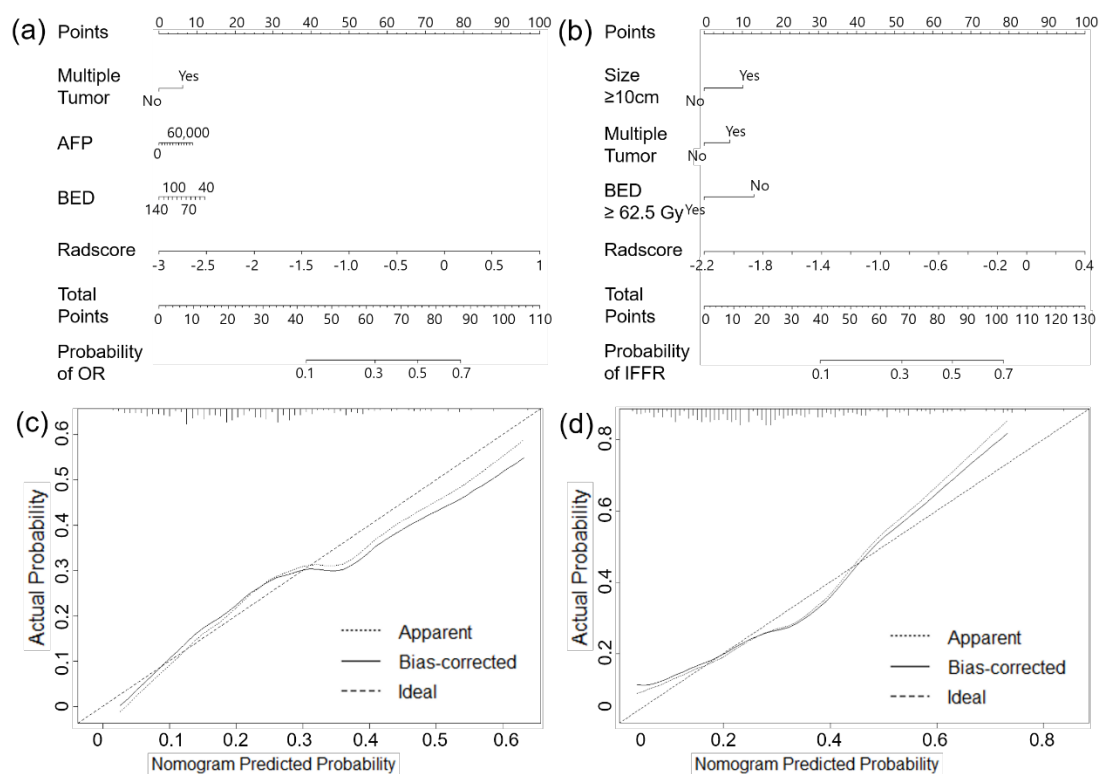 (a)
Points
0 10 20 30 40 50 60 70 80 90 100
Multiple
Tumor
Yes
No
AFP
60,000
0
BED
100 40
140 70
Radscore
-3 -2.5 -2 -1.5 -1.0 -0.5 0 0.5 1
Total
Points
0 10 20 30 40 50 60 70 80 90 100 110
Probability
of OR
0.1 0.3 0.5 0.7
(b)
Points
0 10 20 30 40 50 60 70 80 90 100
Size
≥10cm
Yes
No
Multiple
Tumor
Yes
No
BED
≥ 62.5 Gy
No
Yes
Radscore
-2.2 -1.8 -1.4 -1.0 -0.6 -0.2 0 0.4
Total
Points
0 10 20 30 40 50 60 70 80 90 100 110 120 130
Probability
of IFFR
0.1 0.3 0.5 0.7
(c)
Actual Probability
0.6
0.5
0.4
0.3
0.2
0.1
0
Apparent
Bias-corrected
Ideal
0 0.1 0.2 0.3 0.4 0.5 0.6
Nomogram Predicted Probability
(d)
Actual Probability
0.8
0.6
0.4
0.2
0
Apparent
Bias-corrected
Ideal
0 0.2 0.4 0.6 0.8
Nomogram Predicted Probability